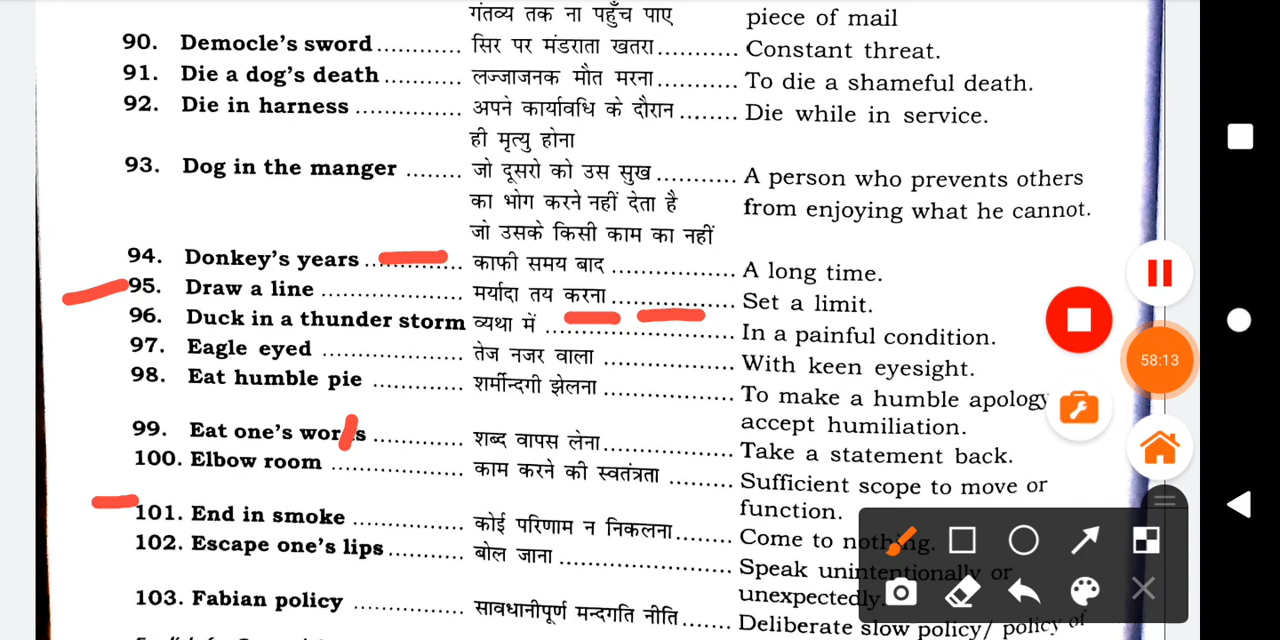 गंतव्य तक ना पहुँच पाए piece of mail
90. Democle's sword ............ सिर पर मंडराता खतरा ........... Constant threat.
91. Die a dog's death ........... लज्जाजनक मौत मरना ........... To die a shameful death.
92. Die in harness ............... अपने कार्यावधि के दौरान ........ Die while in service.
ही मृत्यु होना
93. Dog in the manger ........ जो दूसरो को उस सुख ........... A person who prevents others
का भोग करने नहीं देता है from enjoying what he cannot.
जो उसके किसी काम का नहीं
94. Donkey's years .............. काफी समय बाद ................. A long time.
95. Draw a line .................... मर्यादा तय करना ................. Set a limit.
96. Duck in a thunder storm व्यथा में ......................... In a painful condition.
97. Eagle eyed .................... तेज नजर वाला .................. With keen eyesight.
98. Eat humble pie ............. शर्मीन्दगी झेलना .................. To make a humble apology
accept humiliation.
99. Eat one's words ............. शब्द वापस लेना .................. Take a statement back.
100. Elbow room .................. काम करने की स्वतंत्रता ......... Sufficient scope to move or
function.
101. End in smoke ................ कोई परिणाम न निकलना ........ Come to nothing.
102. Escape one's lips .......... बोल जाना ........................ Speak unintentionally or
unexpectedly.
103. Fabian policy ................ सावधानीपूर्ण मन्दगति नीति ....... Deliberate slow policy/ policy of
58:13